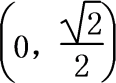 (0, √2/2)